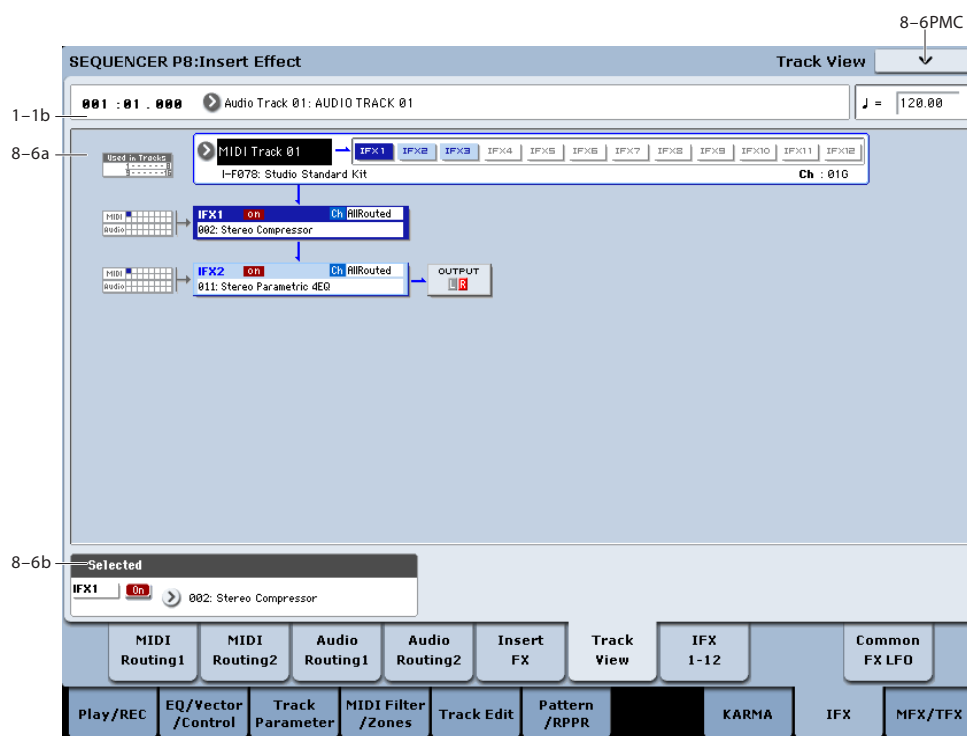 8–6PMC
SEQUENCER P8:Insert Effect Track View
001 :01 . 000 Audio Track 01: AUDIO TRACK 01 ♩ = 120.00
1–1b
8–6a
Used in Tracks
MIDI Track 01 IFX1 IFX2 IFX3 IFX4 IFX5 IFX6 IFX7 IFX8 IFX9 IFX10 IFX11 IFX12
I-F078: Studio Standard Kit Ch : 01G
MIDI IFX1 on Ch AllRouted
Audio 002: Stereo Compressor
MIDI IFX2 on Ch AllRouted OUTPUT
Audio 011: Stereo Parametric 4EQ L R
8–6b
Selected
IFX1 On 002: Stereo Compressor
MIDI Routing1 MIDI Routing2 Audio Routing1 Audio Routing2 Insert FX Track View IFX 1-12 Common FX LFO
Play/REC EQ/Vector /Control Track Parameter MIDI Filter /Zones Track Edit Pattern /RPPR KARMA IFX MFX/TFX